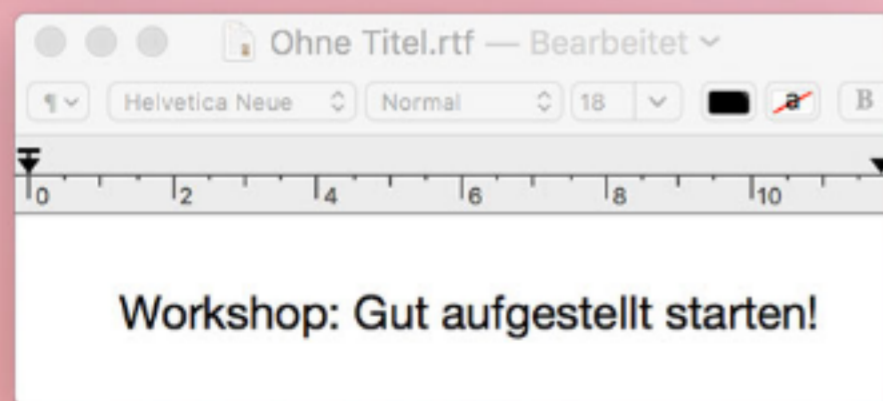 Ohne Titel.rtf — Bearbeitet
¶ Helvetica Neue Normal 18 a B
0 2 4 6 8 10
Workshop: Gut aufgestellt starten!